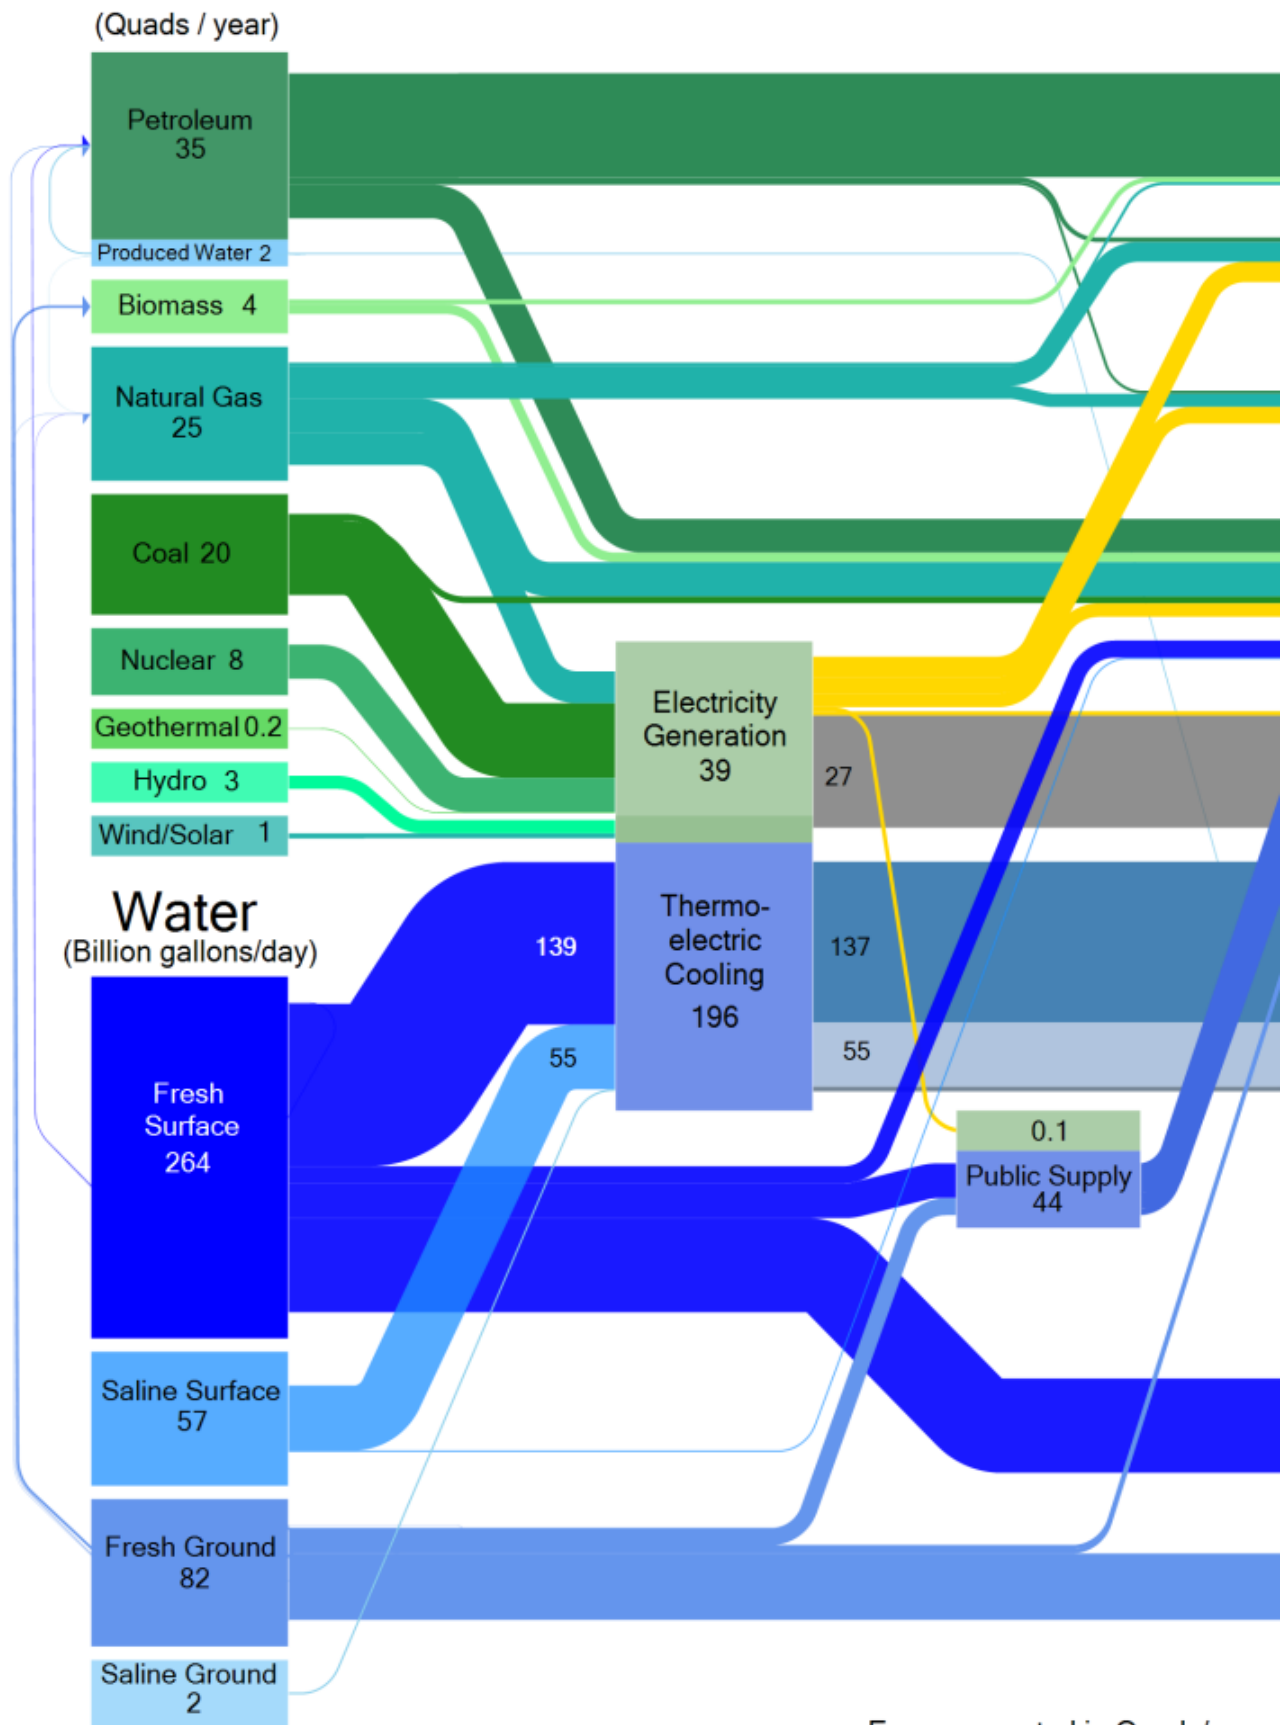 (Quads / year)
Petroleum
35
Produced Water 2
Biomass 4
Natural Gas
25
Coal 20
Nuclear 8
Geothermal 0.2
Hydro 3
Wind/Solar 1
Electricity
Generation
39
27
Water
(Billion gallons/day)
Thermo-
electric
Cooling
196
139
55
137
55
Fresh
Surface
264
0.1
Public Supply
44
Saline Surface
57
Fresh Ground
82
Saline Ground
2